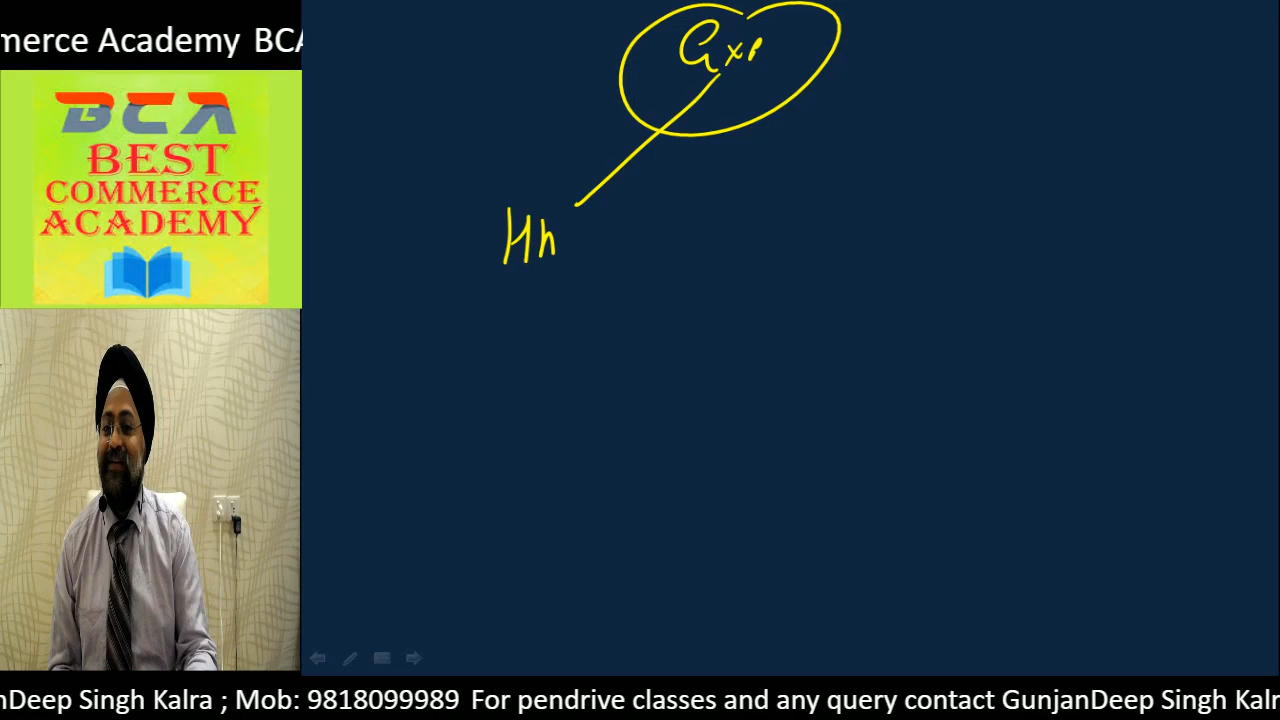 merce Academy BCA
BCA
BEST
COMMERCE
ACADEMY
Hh
nDeep Singh Kalra ; Mob: 9818099989 For pendrive classes and any query contact GunjanDeep Singh Kalr